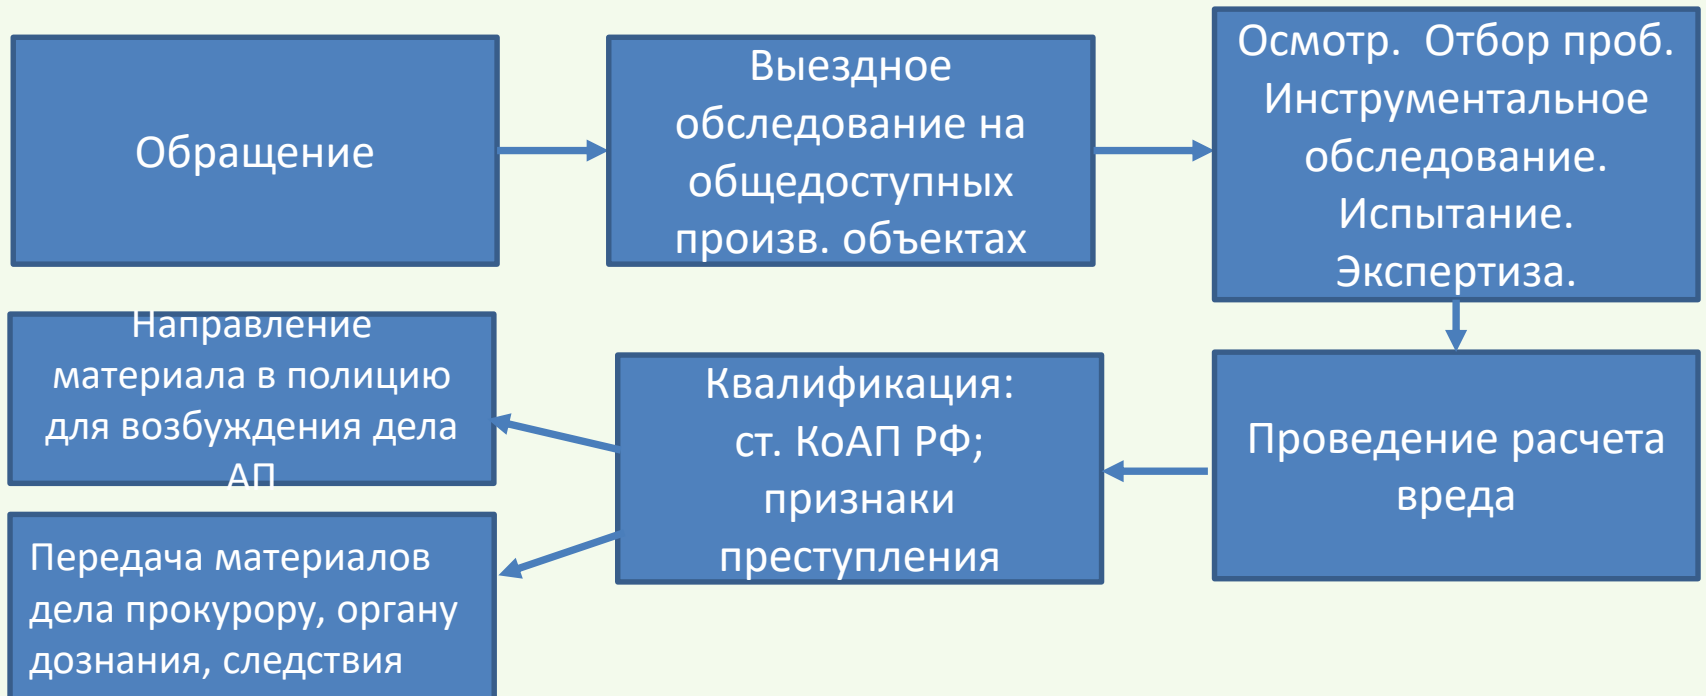 Обращение
Выездное
обследование на
общедоступных
произв. объектах
Осмотр. Отбор проб.
Инструментальное
обследование.
Испытание.
Экспертиза.
Проведение расчета
вреда
Квалификация:
ст. КоАП РФ;
признаки
преступления
Направление
материала в полицию
для возбуждения дела
АП
Передача материалов
дела прокурору, органу
дознания, следствия